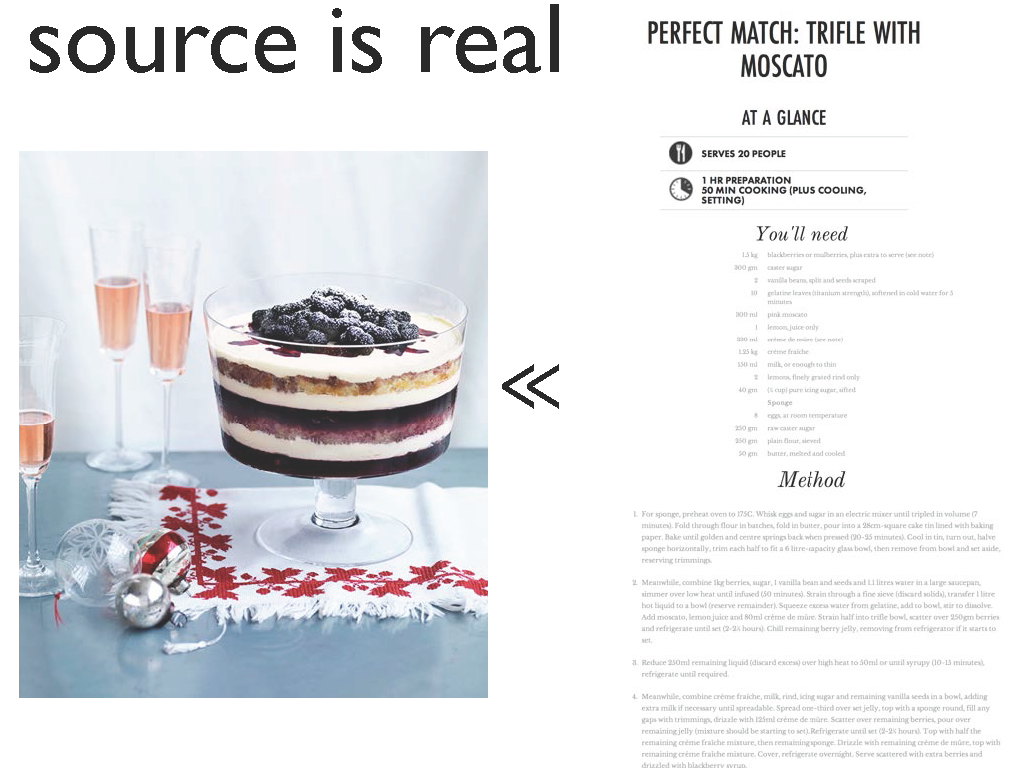 source is real
«
PERFECT MATCH: TRIFLE WITH
MOSCATO
AT A GLANCE
SERVES 20 PEOPLE
1 HR PREPARATION
50 MIN COOKING (PLUS COOLING,
SETTING)
You'll need
1.5 kg blackberries or mulberries, plus extra to serve (see note)
300 gm caster sugar
2 vanilla beans, split and seeds scraped
10 gelatine leaves (titanium strength), softened in cold water for 5
minutes
800 ml pink moscato
1 lemon, juice only
330 ml crème de mûre (see note)
1.25 kg crème fraîche
150 ml milk, or enough to thin
2 lemons, finely grated rind only
40 gm pure icing sugar, sifted
Sponge
8 eggs, at room temperature
250 gm raw caster sugar
250 gm plain flour, sieved
50 gm butter, melted and cooled
Method
1. For sponge, preheat oven to 175C. Whisk eggs and sugar in an electric mixer until tripled in volume (7
minutes). Fold through flour in batches, fold in butter, pour into a 28cm-square cake tin lined with baking
paper. Bake until golden and centre springs back when pressed (20-25 minutes). Cool in tin, turn out, halve
sponge horizontally, trim each half to fit a 6 litre-capacity glass bowl, then remove from bowl and set aside,
reserving trimmings.
2. Meanwhile, combine 1kg berries, sugar, 1 vanilla bean and seeds and 1.1 litres water in a large saucepan,
simmer over low heat until infused (50 minutes). Strain through a fine sieve (discard solids), transfer 1 litre
hot liquid to a bowl (reserve remainder). Squeeze excess water from gelatine, add to bowl, stir to dissolve.
Add moscato, lemon juice and 80ml crème de mûre. Strain half into trifle bowl, scatter over 250gm berries
and refrigerate until set (2-2½ hours). Chill remaining berry jelly, removing from refrigerator if it starts to
set.
3. Reduce 250ml remaining liquid (discard excess) over high heat to 50ml or until syrupy (10-15 minutes),
refrigerate until required.
4. Meanwhile, combine crème fraîche, milk, rind, icing sugar and remaining vanilla seeds in a bowl, adding
extra milk if necessary until spreadable. Spread one-third over set jelly, top with a sponge round, fill any
gaps with trimmings, drizzle with 125ml crème de mûre. Scatter over remaining berries, pour over
remaining jelly (mixture should be starting to set). Refrigerate until set (2-2½ hours). Top with half the
remaining crème fraîche mixture, then remainingsponge. Drizzle with remaining crème de mûre, top with
remaining crème fraîche mixture. Cover, refrigerate overnight. Serve scattered with extra berries and
drizzled with blackberry syrup.